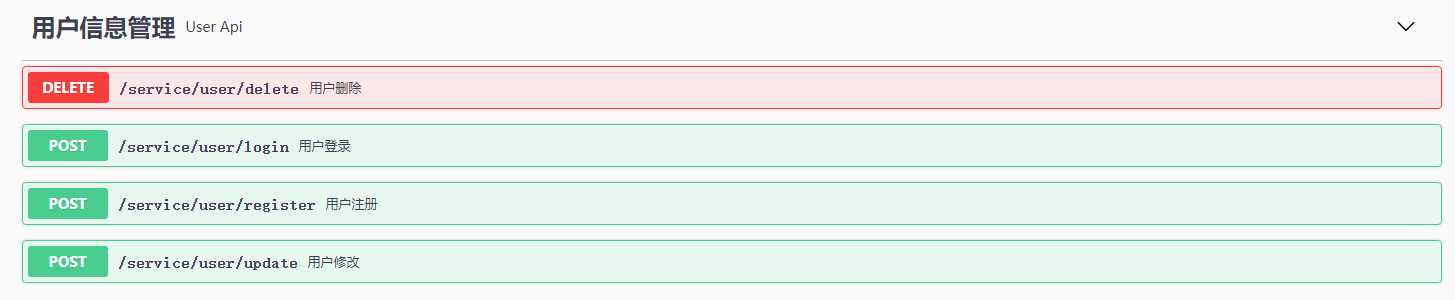 用户信息管理 User Api
DELETE /service/user/delete 用户删除
POST /service/user/login 用户登录
POST /service/user/register 用户注册
POST /service/user/update 用户修改